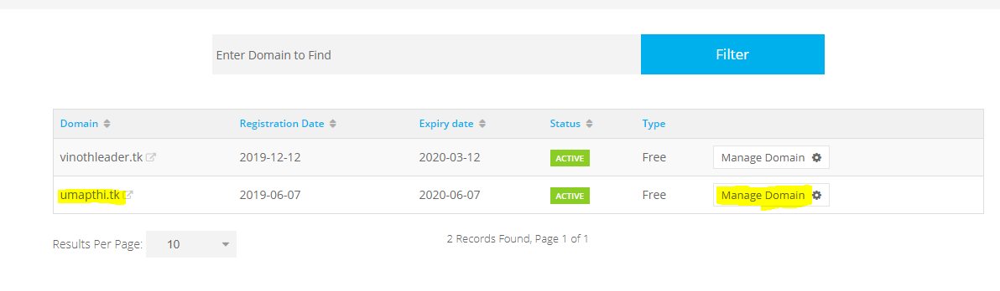 Enter Domain to Find Filter
Domain Registration Date Expiry date Status Type
vinothleader.tk 2019-12-12 2020-03-12 ACTIVE Free Manage Domain
umapthi.tk 2019-06-07 2020-06-07 ACTIVE Free Manage Domain
Results Per Page: 10 2 Records Found, Page 1 of 1